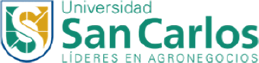 Universidad
San Carlos
LÍDERES EN AGRONEGOCIOS